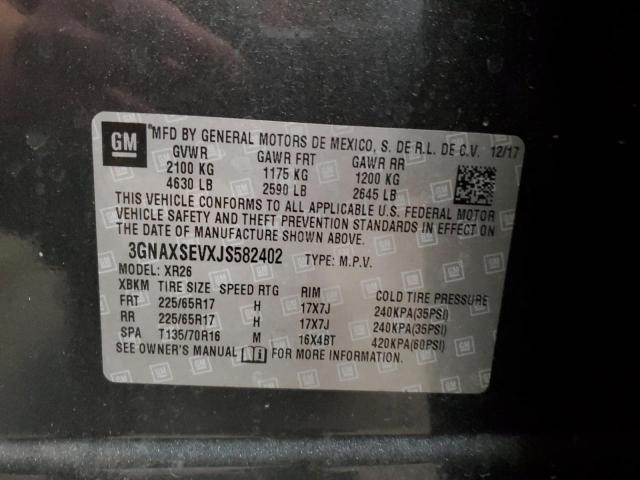 GM ®MFD BY GENERAL MOTORS DE MEXICO, S. DE R.L. DE C.V. 12/17
GVWR GAWR FRT GAWR RR
2100 KG 1175 KG 1200 KG
4630 LB 2590 LB 2645 LB
THIS VEHICLE CONFORMS TO ALL APPLICABLE U.S. FEDERAL MOTOR
VEHICLE SAFETY AND THEFT PREVENTION STANDARDS IN EFFECT ON
THE DATE OF MANUFACTURE SHOWN ABOVE.
3GNAXSEVXJS582402 TYPE: M.P.V.
MODEL: XR26
XBKM TIRE SIZE SPEED RTG RIM COLD TIRE PRESSURE
FRT 225/65R17 H 17X7J 240KPA(35PSI)
RR 225/65R17 H 17X7J 240KPA(35PSI)
SPA T135/70R16 M 16X4BT 420KPA(60PSI)
SEE OWNER'S MANUAL i FOR MORE INFORMATION.